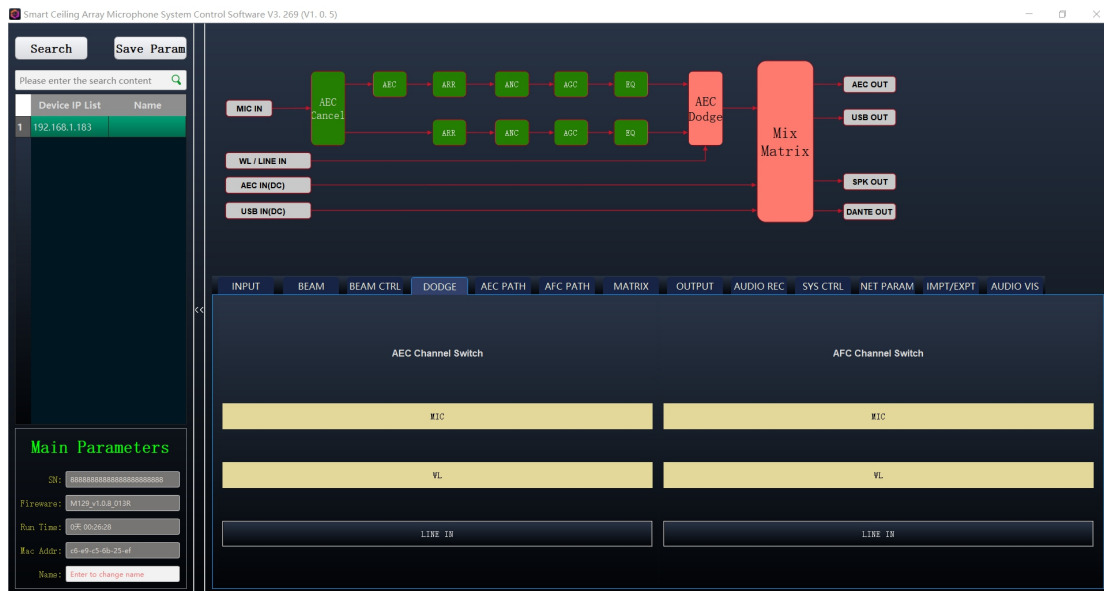 Smart Ceiling Array Microphone System Control Software V3. 269 (V1. 0. 5)
Search
Save Param
Please enter the search content
Device IP List Name
1 192.168.1.183
Main Parameters
SN: 8888888888888888888888888
Fireware: M129_v1.0.8_013R
Run Time: 0天 00:26:28
Mac Addr: c6-e9-c5-6b-25-ef
Name: Enter to change name
<<
MIC IN
AEC Cancel
AEC
ARR
ANC
AGC
EQ
ARR
ANC
AGC
EQ
AEC Dodge
Mix Matrix
WL / LINE IN
AEC IN(DC)
USB IN(DC)
AEC OUT
USB OUT
SPK OUT
DANTE OUT
INPUT BEAM BEAM CTRL DODGE AEC PATH AFC PATH MATRIX OUTPUT AUDIO REC SYS CTRL NET PARAM IMPT/EXPT AUDIO VIS
AEC Channel Switch AFC Channel Switch
MIC MIC
WL WL
LINE IN LINE IN